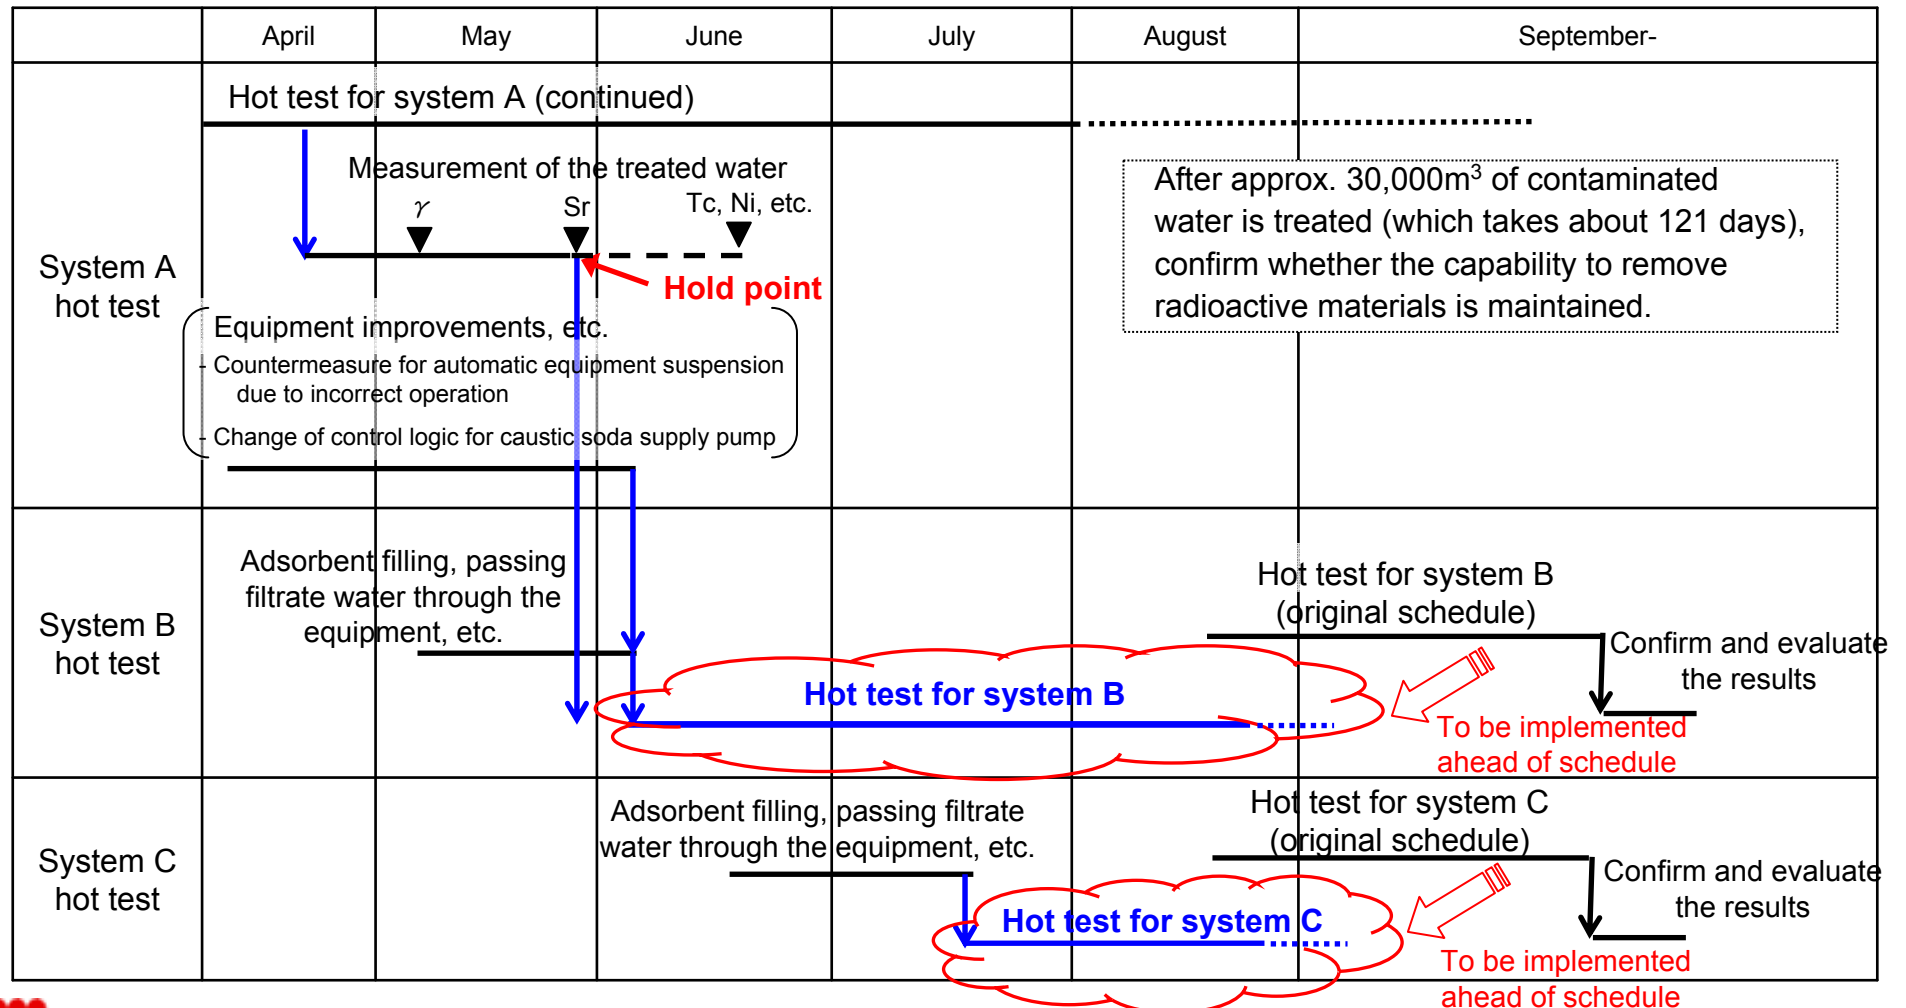 April May June July August September-
Hot test for system A (continued)
Measurement of the treated water
γ Sr Tc, Ni, etc.
Hold point
After approx. 30,000m³ of contaminated
water is treated (which takes about 121 days),
confirm whether the capability to remove
radioactive materials is maintained.
System A
hot test
Equipment improvements, etc.
- Countermeasure for automatic equipment suspension
due to incorrect operation
- Change of control logic for caustic soda supply pump
System B
hot test
Adsorbent filling, passing
filtrate water through the
equipment, etc.
Hot test for system B
Hot test for system B
(original schedule)
Confirm and evaluate
the results
To be implemented
ahead of schedule
System C
hot test
Adsorbent filling, passing filtrate
water through the equipment, etc.
Hot test for system C
Hot test for system C
(original schedule)
Confirm and evaluate
the results
To be implemented
ahead of schedule